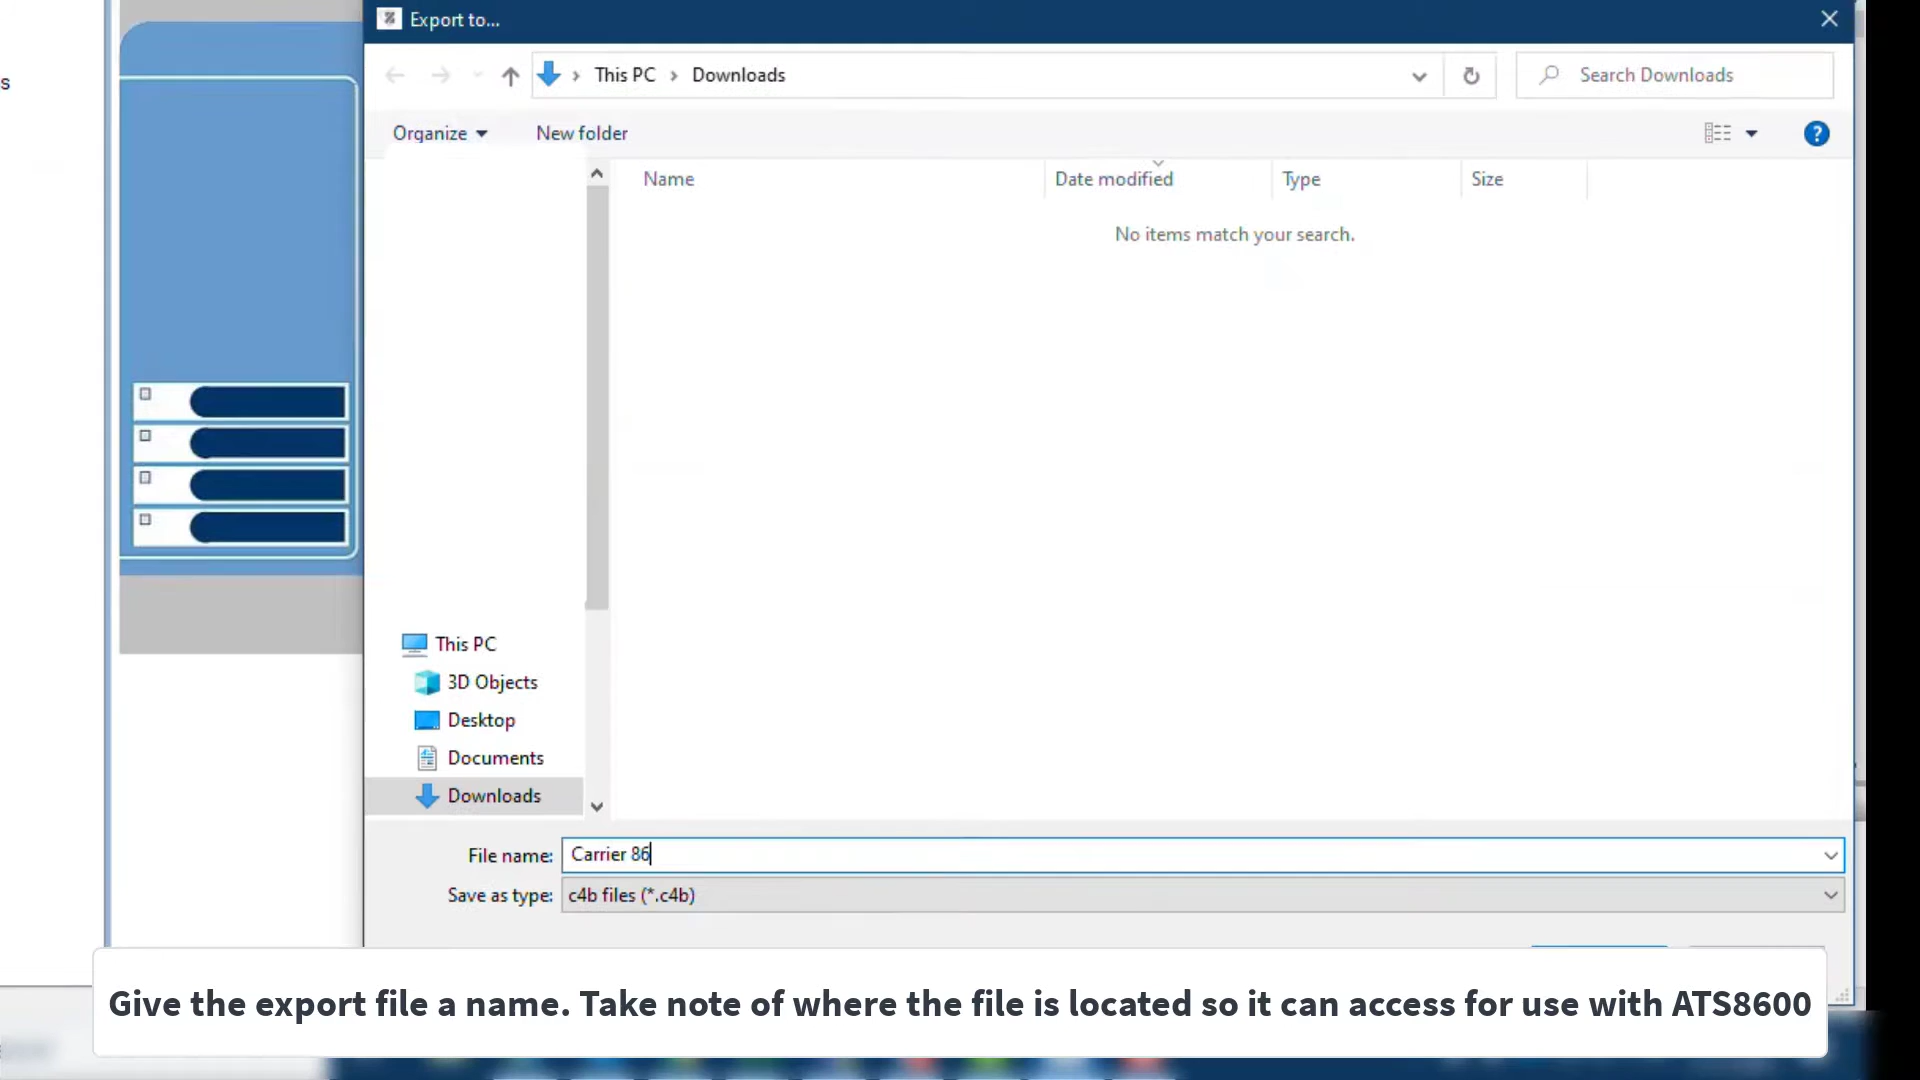 Export to...
s
This PC
Downloads
Search Downloads
Organize
New folder
?
Name
Date modified
Type
Size
No items match your search.
This PC
3D Objects
Desktop
Documents
Downloads
File name: Carrier 86
Save as type: c4b files (*.c4b)
Give the export file a name. Take note of where the file is located so it can access for use with ATS8600